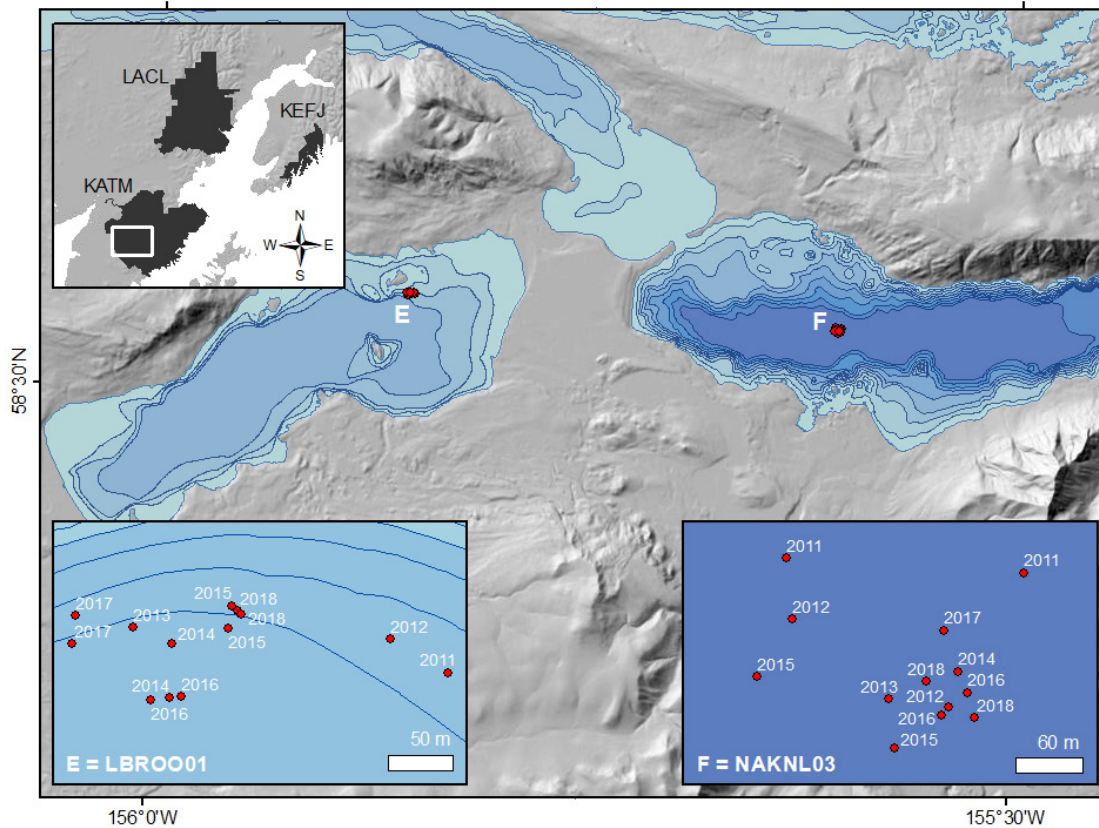 LACL
KEFJ
KATM
N
W E
S
E
F
58°30'N
2017
2013
2015
2018
2018
2015
2014
2017
2012
2011
2014
2016
2016
50 m
E = LBROO01
2011
2011
2012
2017
2015
2014
2018
2016
2013
2012
2016
2018
2015
60 m
F = NAKNL03
156°0'W
155°30'W